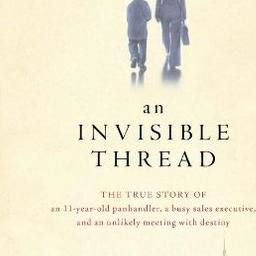 an
INVISIBLE
THREAD
THE TRUE STORY OF
an 11-year-old panhandler, a busy sales executive,
and an unlikely meeting with destiny